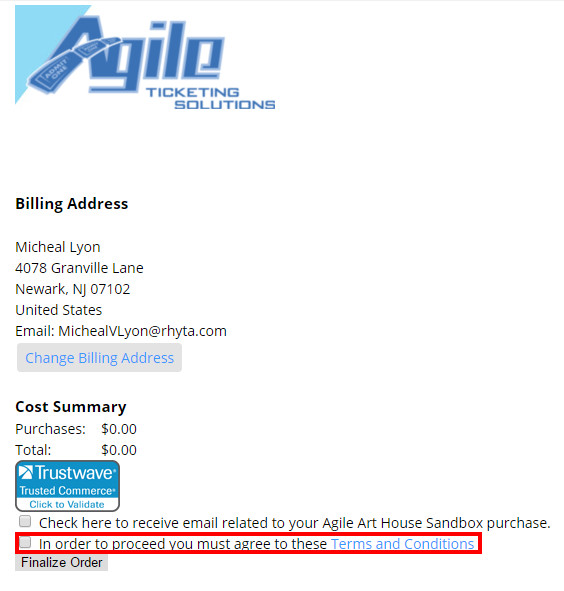 Agile
ADMIT ONE
TICKETING
SOLUTIONS
Billing Address
Micheal Lyon
4078 Granville Lane
Newark, NJ 07102
United States
Email: MichealVLyon@rhyta.com
Change Billing Address
Cost Summary
Purchases: $0.00
Total: $0.00
Trustwave®
Trusted Commerce®
Click to Validate
Check here to receive email related to your Agile Art House Sandbox purchase.
In order to proceed you must agree to these Terms and Conditions
Finalize Order